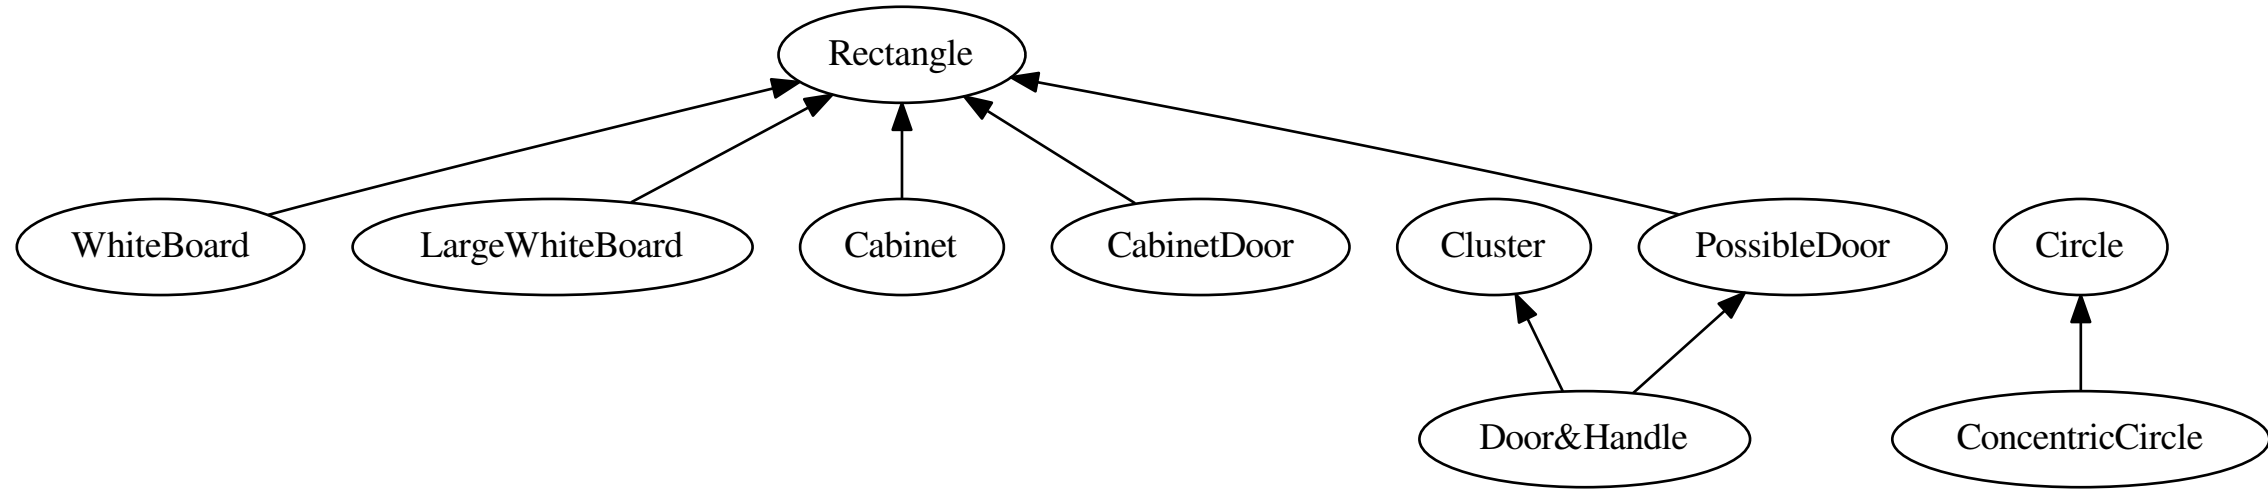 Rectangle
WhiteBoard
LargeWhiteBoard
Cabinet
CabinetDoor
Cluster
PossibleDoor
Circle
Door&Handle
ConcentricCircle